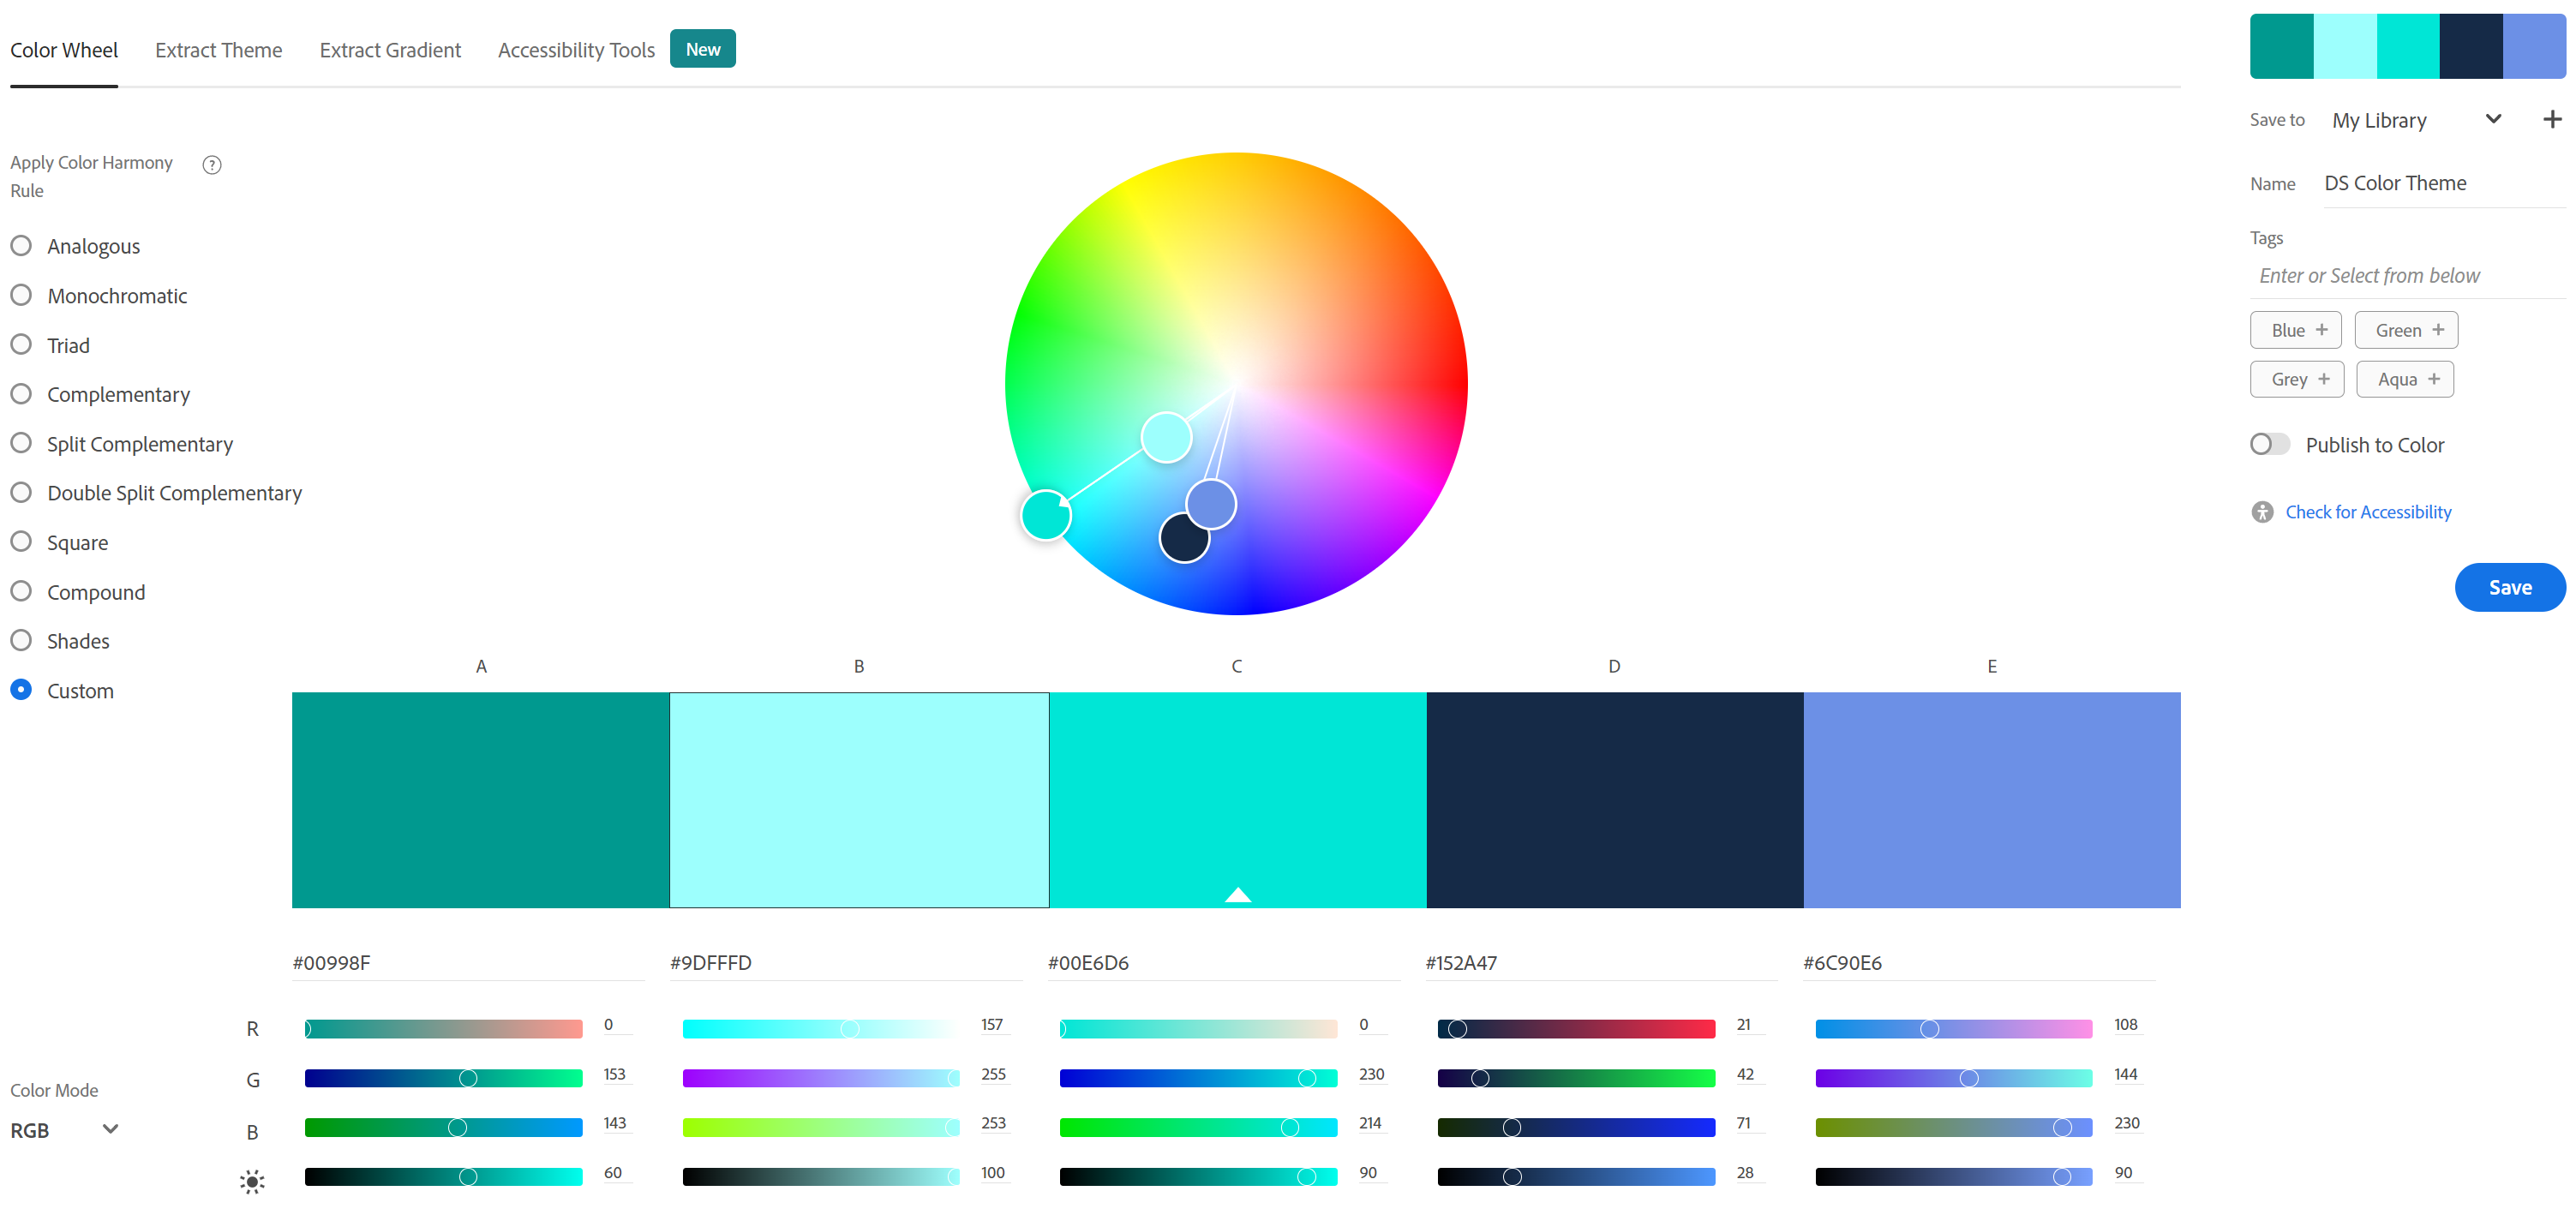 Color Wheel
Extract Theme
Extract Gradient
Accessibility Tools
New
Apply Color Harmony
Rule
?
Analogous
Monochromatic
Triad
Complementary
Split Complementary
Double Split Complementary
Square
Compound
Shades
Custom
Save to
My Library
Name
DS Color Theme
Tags
Enter or Select from below
Blue +
Green +
Grey +
Aqua +
Publish to Color
Check for Accessibility
Save
A
B
C
D
E
#00998F
#9DFFFD
#00E6D6
#152A47
#6C90E6
R
0
157
0
21
108
G
153
255
230
42
144
B
143
253
214
71
230
60
100
90
28
90
Color Mode
RGB